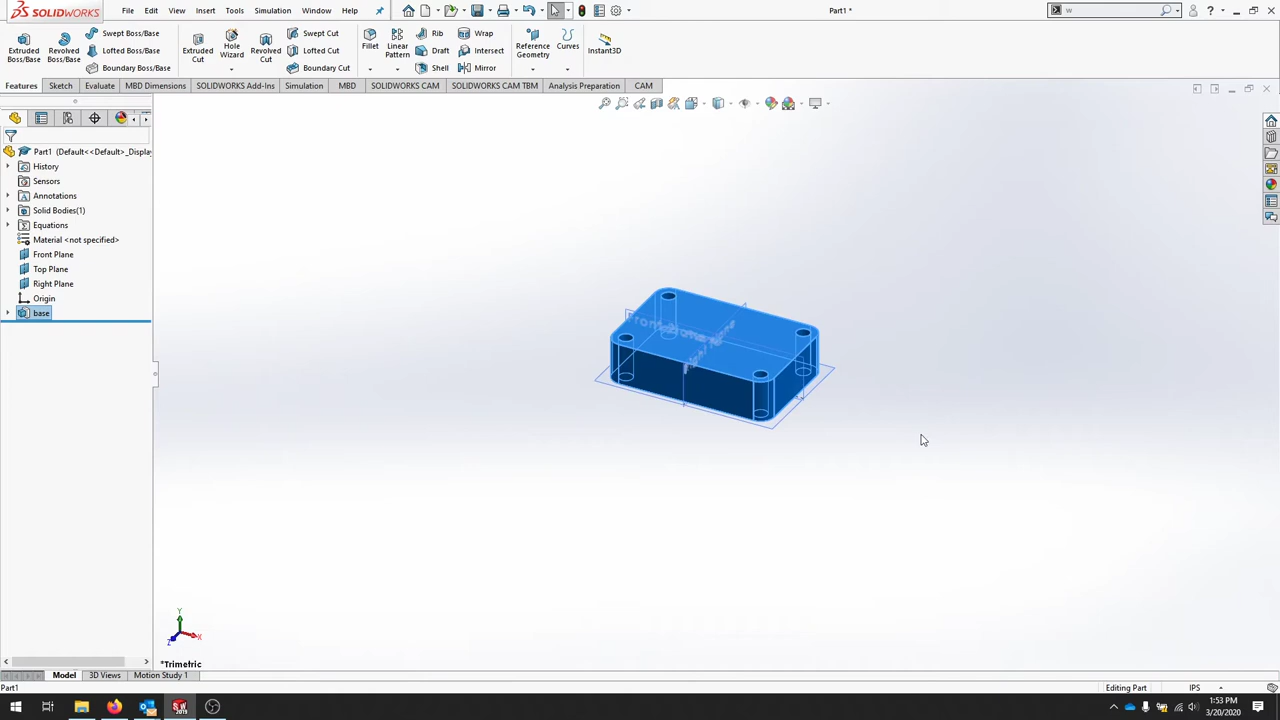 SOLIDWORKS
File
Edit
View
Insert
Tools
Simulation
Window
Help
Part1 *
w
?
Extruded Boss/Base
Revolved Boss/Base
Swept Boss/Base
Lofted Boss/Base
Boundary Boss/Base
Extruded Cut
Hole Wizard
Revolved Cut
Swept Cut
Lofted Cut
Boundary Cut
Fillet
Linear Pattern
Rib
Draft
Shell
Wrap
Intersect
Mirror
Reference Geometry
Curves
Instant3D
Features
Sketch
Evaluate
MBD Dimensions
SOLIDWORKS Add-Ins
Simulation
MBD
SOLIDWORKS CAM
SOLIDWORKS CAM TBM
Analysis Preparation
CAM
Part1 (Default<<Default>_Display
History
Sensors
Annotations
Solid Bodies(1)
Equations
Material <not specified>
Front Plane
Top Plane
Right Plane
Origin
base
Y
X
Z
*Trimetric
Model
3D Views
Motion Study 1
Part1
Editing Part
IPS
1:53 PM
3/20/2020